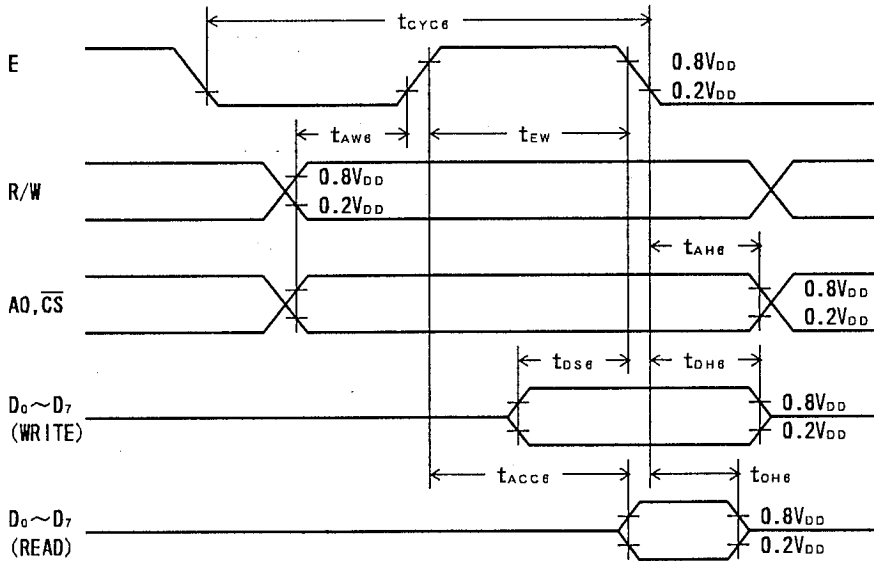 tCYC6
E
0.8VDD
0.2VDD
tAW6
tEW
R/W
0.8VDD
0.2VDD
tAH6
A0,C̅S̅
0.8VDD
0.2VDD
tDS6
tDH6
D0~D7
(WRITE)
0.8VDD
0.2VDD
tACC6
tOH6
D0~D7
(READ)
0.8VDD
0.2VDD